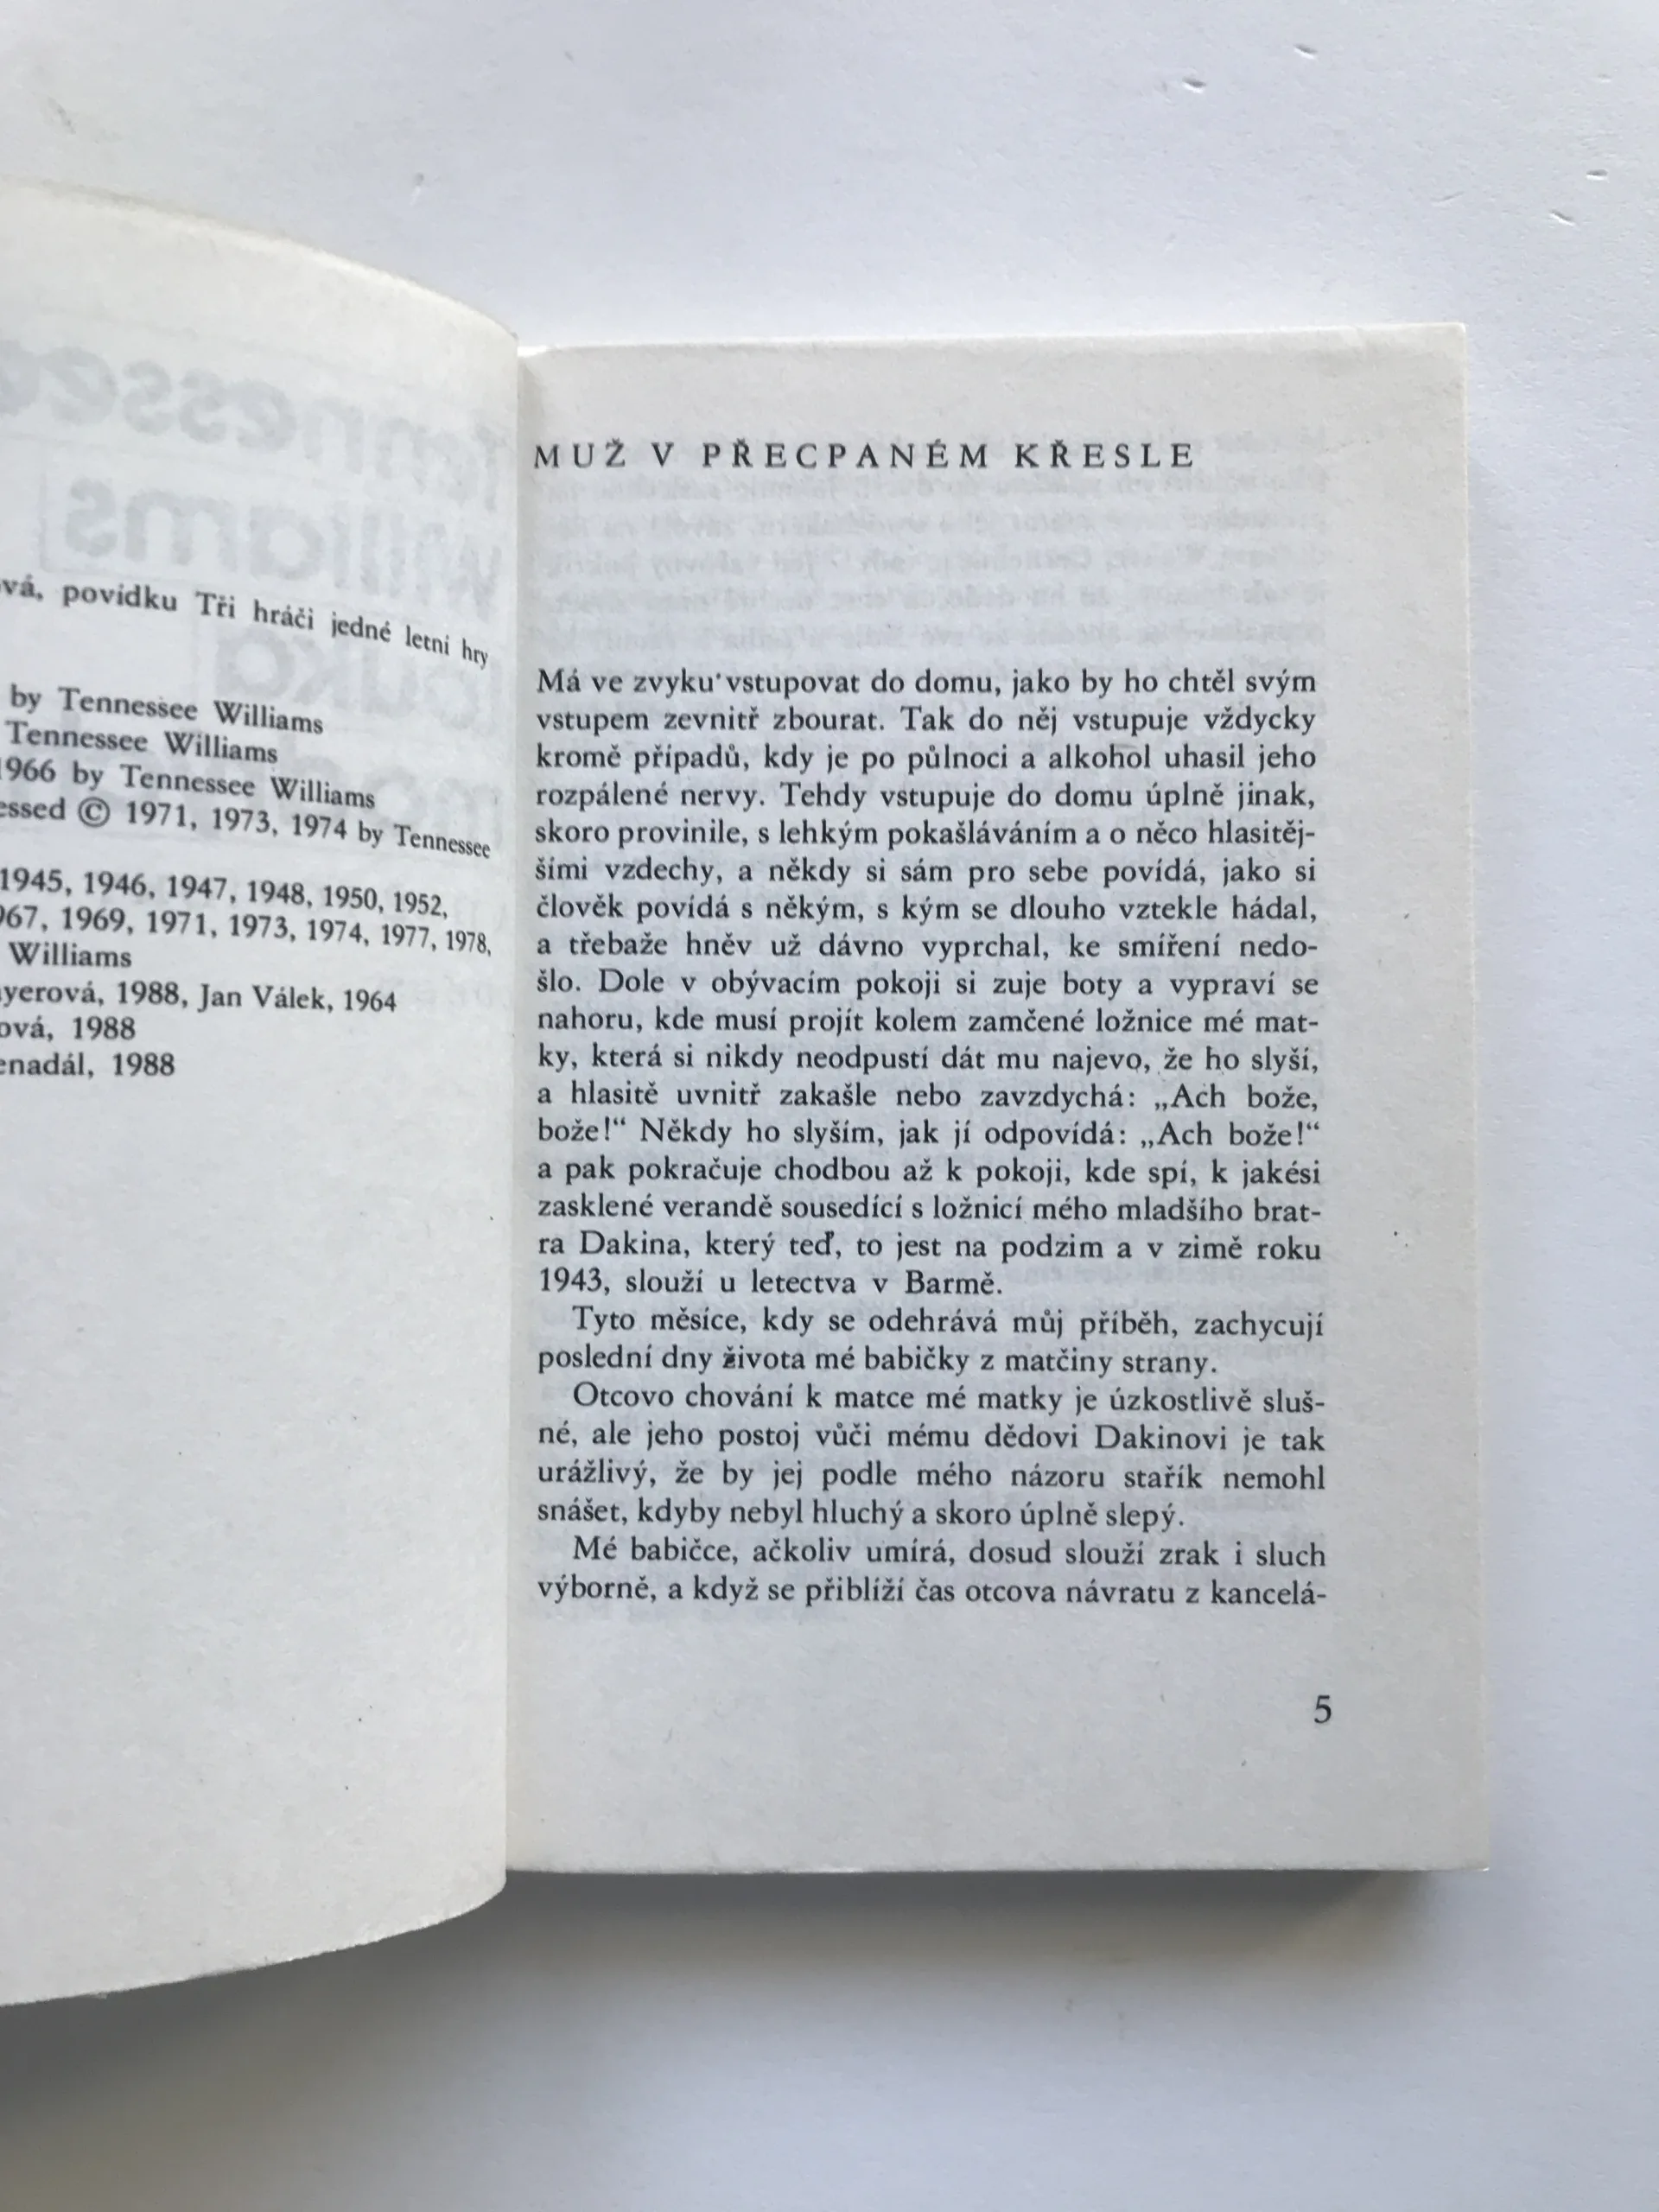 povídku Tři hráči jedné letní hry
by Tennessee Williams
Tennessee Williams
1966 by Tennessee Williams
© 1971, 1973, 1974 by Tennessee
1945, 1946, 1947, 1948, 1950, 1952,
1969, 1971, 1973, 1974, 1977, 1978,
Williams
1988, Jan Válek, 1964
1988
1988
MUŽ V PŘECPANÉM KŘESLE
Má ve zvyku vstupovat do domu, jako by ho chtěl svým
vstupem zevnitř zbourat. Tak do něj vstupuje vždycky
kromě případů, kdy je po půlnoci a alkohol uhasil jeho
rozpálené nervy. Tehdy vstupuje do domu úplně jinak,
skoro provinile, s lehkým pokašláváním a o něco hlasitěj-
šími vzdechy, a někdy si sám pro sebe povídá, jako si
člověk povídá s někým, s kým se dlouho vztekle hádal,
a třebaže hněv už dávno vyprchal, ke smíření nedo-
šlo. Dole v obývacím pokoji si zuje boty a vypraví se
nahoru, kde musí projít kolem zamčené ložnice mé mat-
ky, která si nikdy neodpustí dát mu najevo, že ho slyší,
a hlasitě uvnitř zakašle nebo zavzdychá: „Ach bože,
bože!“ Někdy ho slyším, jak jí odpovídá: „Ach bože!“
a pak pokračuje chodbou až k pokoji, kde spí, k jakési
zasklené verandě sousedící s ložnicí mého mladšího brat-
ra Dakina, který teď, to jest na podzim a v zimě roku
1943, slouží u letectva v Barmě.
Tyto měsíce, kdy se odehrává můj příběh, zachycují
poslední dny života mé babičky z matčiny strany.
Otcovo chování k matce mé matky je úzkostlivě sluš-
né, ale jeho postoj vůči mému dědovi Dakinovi je tak
urážlivý, že by jej podle mého názoru stařík nemohl
snášet, kdyby nebyl hluchý a skoro úplně slepý.
Mé babičce, ačkoliv umírá, dosud slouží zrak i sluch
výborně, a když se přiblíží čas otcova návratu z kancelá-
5